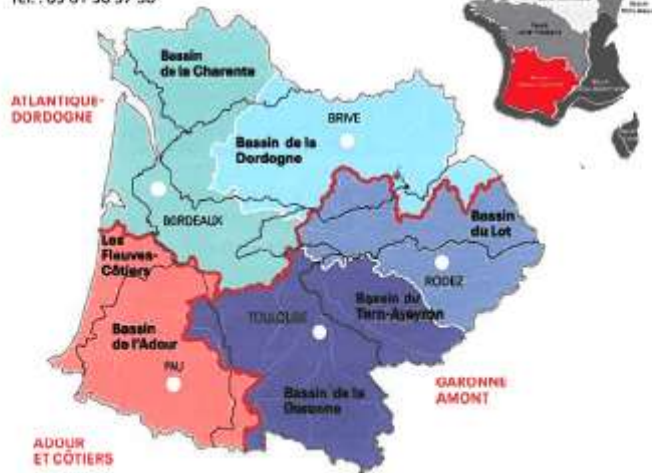 Bassin
de la Charente
ATLANTIQUE-
DORDOGNE
BRIVE
Bassin de la
Dordogne
BORDEAUX
Bassin
du Lot
Les
Fleuves-
Côtiers
RODEZ
Bassin du
Tarn-Aveyron
TOULOUSE
Bassin
de l'Adour
PAU
GARONNE
AMONT
Bassin de la
Garonne
ADOUR
ET CÔTIERS